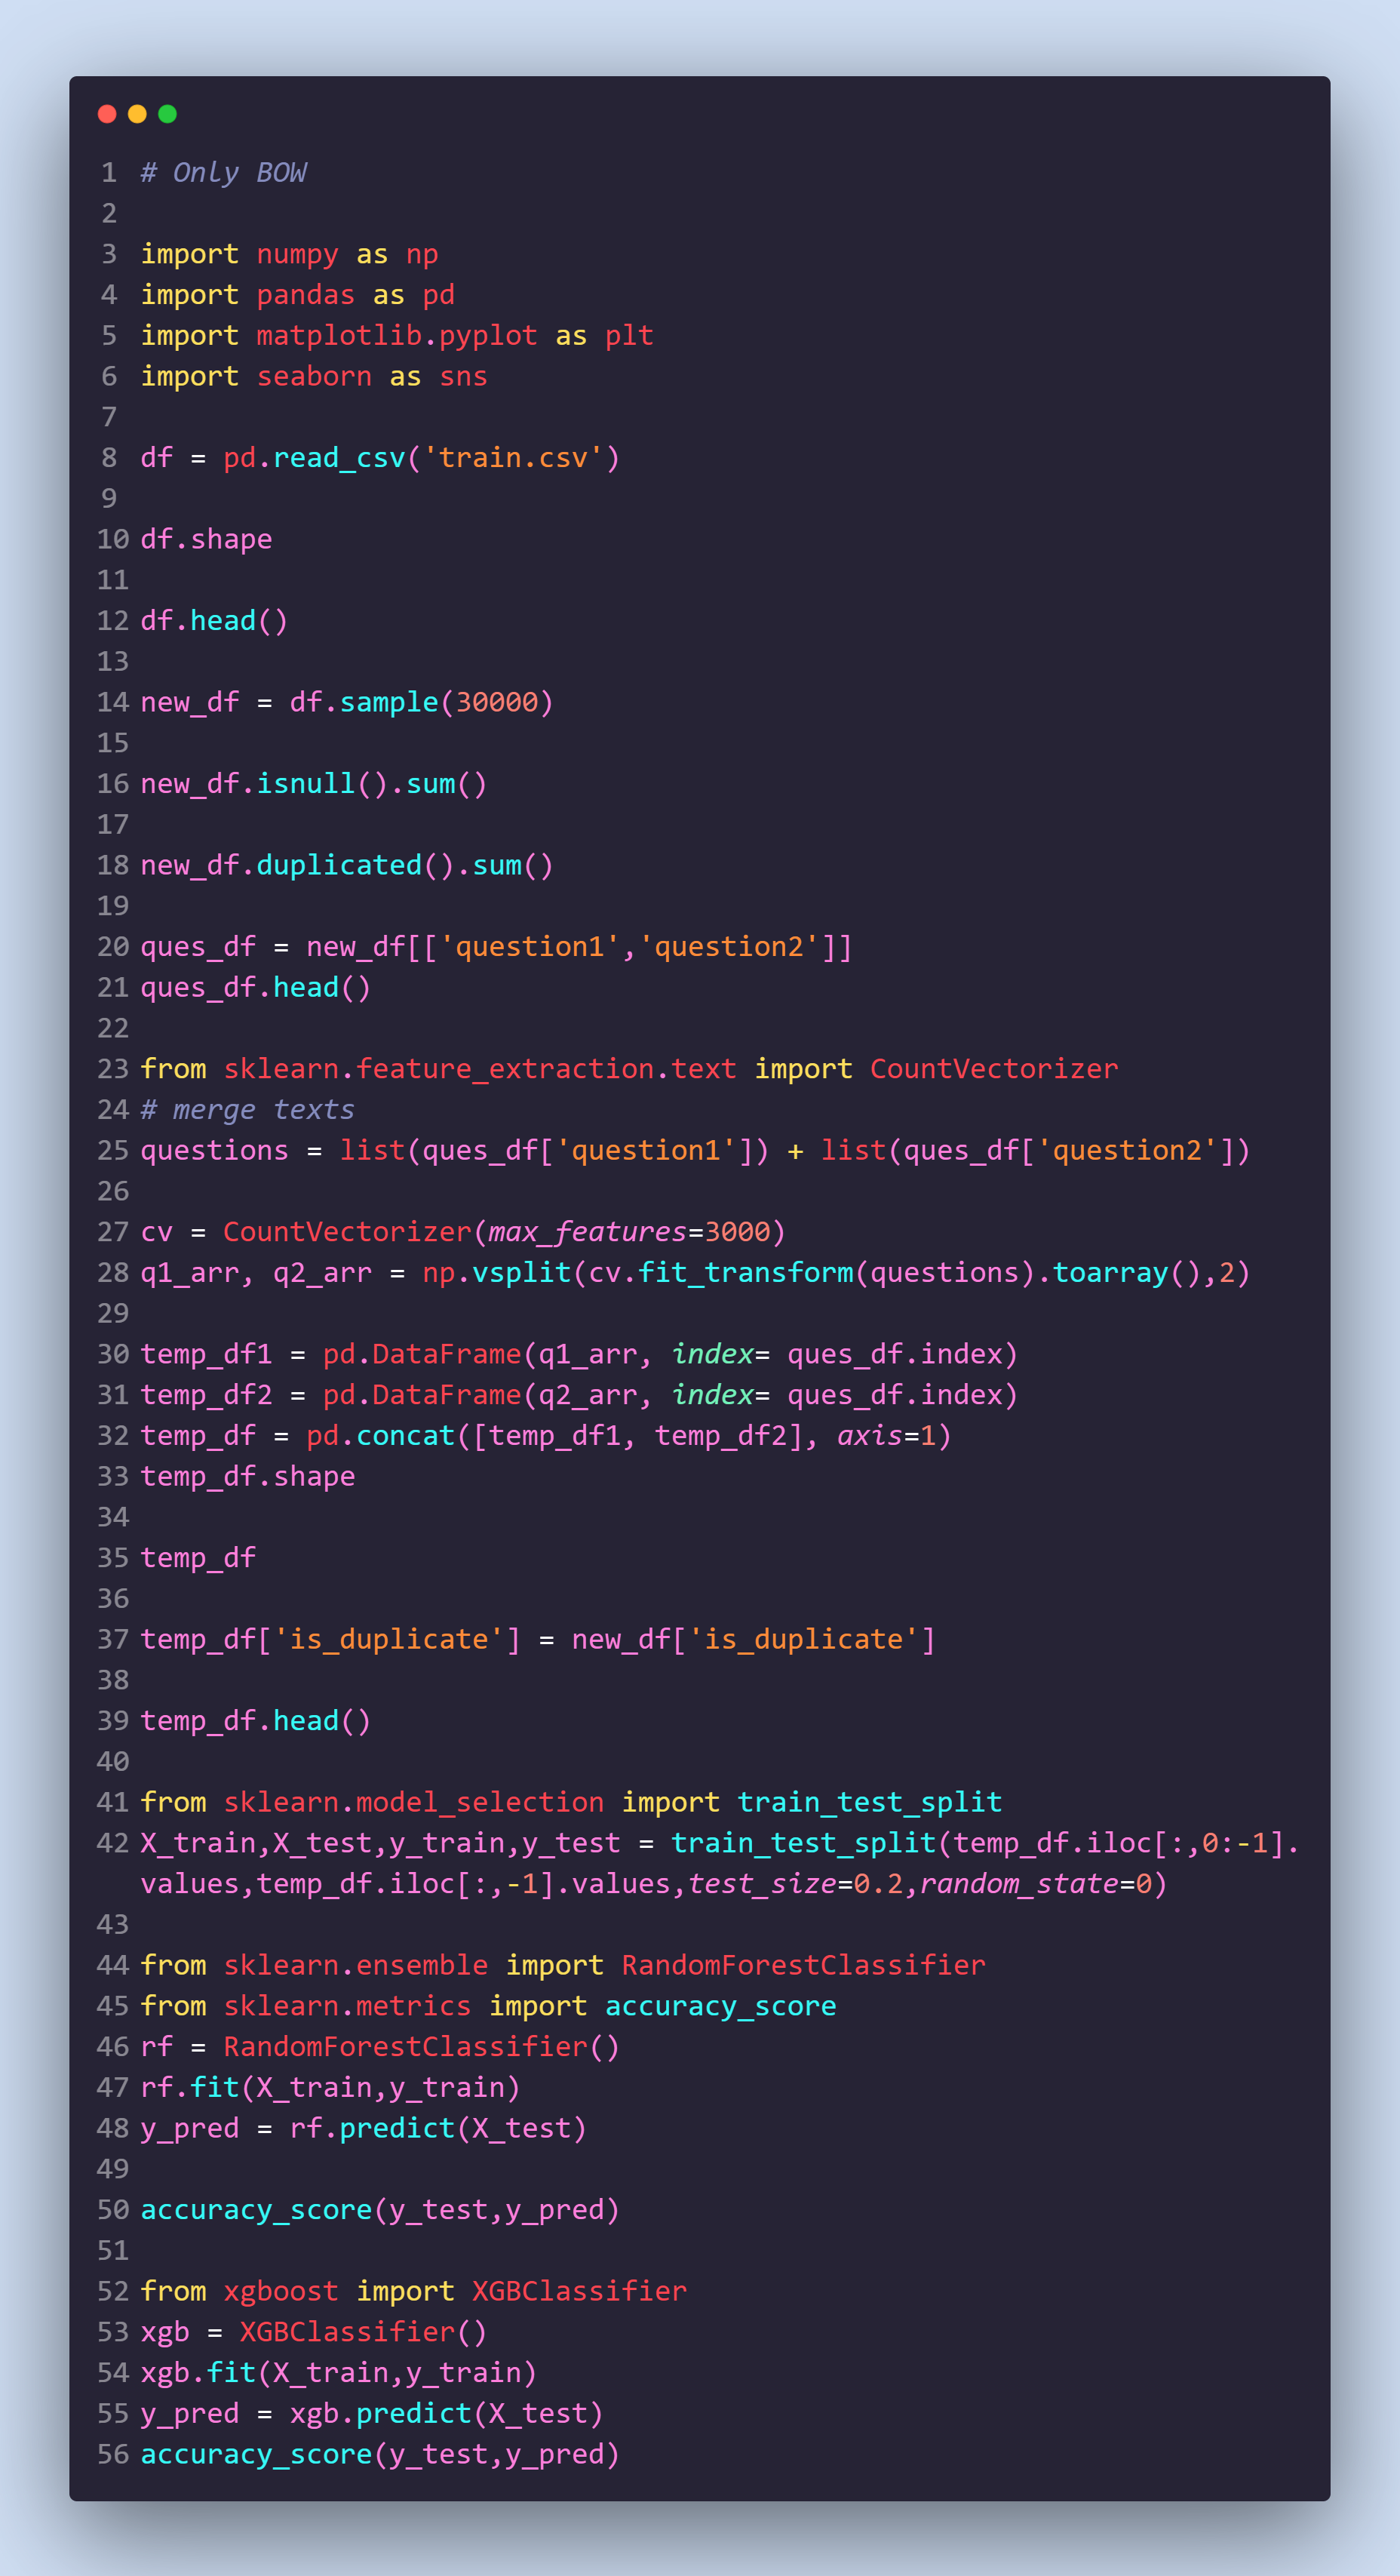 1 # Only BOW
2
3 import numpy as np
4 import pandas as pd
5 import matplotlib.pyplot as plt
6 import seaborn as sns
7
8 df = pd.read_csv('train.csv')
9
10 df.shape
11
12 df.head()
13
14 new_df = df.sample(30000)
15
16 new_df.isnull().sum()
17
18 new_df.duplicated().sum()
19
20 ques_df = new_df[['question1','question2']]
21 ques_df.head()
22
23 from sklearn.feature_extraction.text import CountVectorizer
24 # merge texts
25 questions = list(ques_df['question1']) + list(ques_df['question2'])
26
27 cv = CountVectorizer(max_features=3000)
28 q1_arr, q2_arr = np.vsplit(cv.fit_transform(questions).toarray(),2)
29
30 temp_df1 = pd.DataFrame(q1_arr, index= ques_df.index)
31 temp_df2 = pd.DataFrame(q2_arr, index= ques_df.index)
32 temp_df = pd.concat([temp_df1, temp_df2], axis=1)
33 temp_df.shape
34
35 temp_df
36
37 temp_df['is_duplicate'] = new_df['is_duplicate']
38
39 temp_df.head()
40
41 from sklearn.model_selection import train_test_split
42 X_train,X_test,y_train,y_test = train_test_split(temp_df.iloc[:,0:-1].
values,temp_df.iloc[:,-1].values,test_size=0.2,random_state=0)
43
44 from sklearn.ensemble import RandomForestClassifier
45 from sklearn.metrics import accuracy_score
46 rf = RandomForestClassifier()
47 rf.fit(X_train,y_train)
48 y_pred = rf.predict(X_test)
49
50 accuracy_score(y_test,y_pred)
51
52 from xgboost import XGBClassifier
53 xgb = XGBClassifier()
54 xgb.fit(X_train,y_train)
55 y_pred = xgb.predict(X_test)
56 accuracy_score(y_test,y_pred)